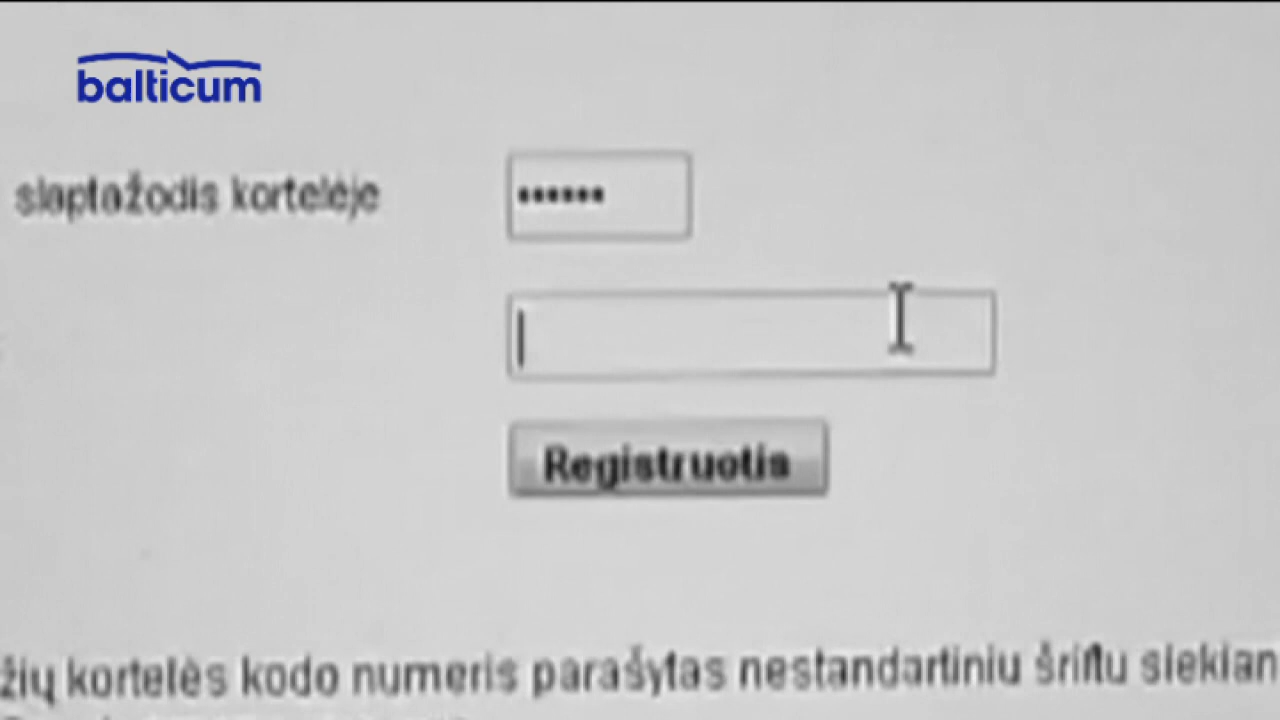 balticum
slaptažodis kortelėje
••••••
Registruotis
žių kortelės kodo numeris parašytas nestandartiniu šriftu siekian